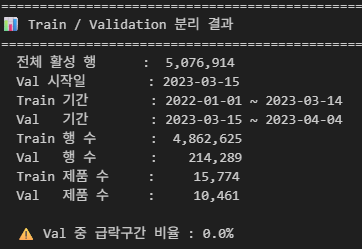 ============================================================
📊 Train / Validation 분리 결과
============================================================
전체 활성 행 : 5,076,914
Val 시작일 : 2023-03-15
Train 기간 : 2022-01-01 ~ 2023-03-14
Val 기간 : 2023-03-15 ~ 2023-04-04
Train 행 수 : 4,862,625
Val 행 수 : 214,289
Train 제품 수 : 15,774
Val 제품 수 : 10,461
⚠️ Val 중 급락구간 비율 : 0.0%